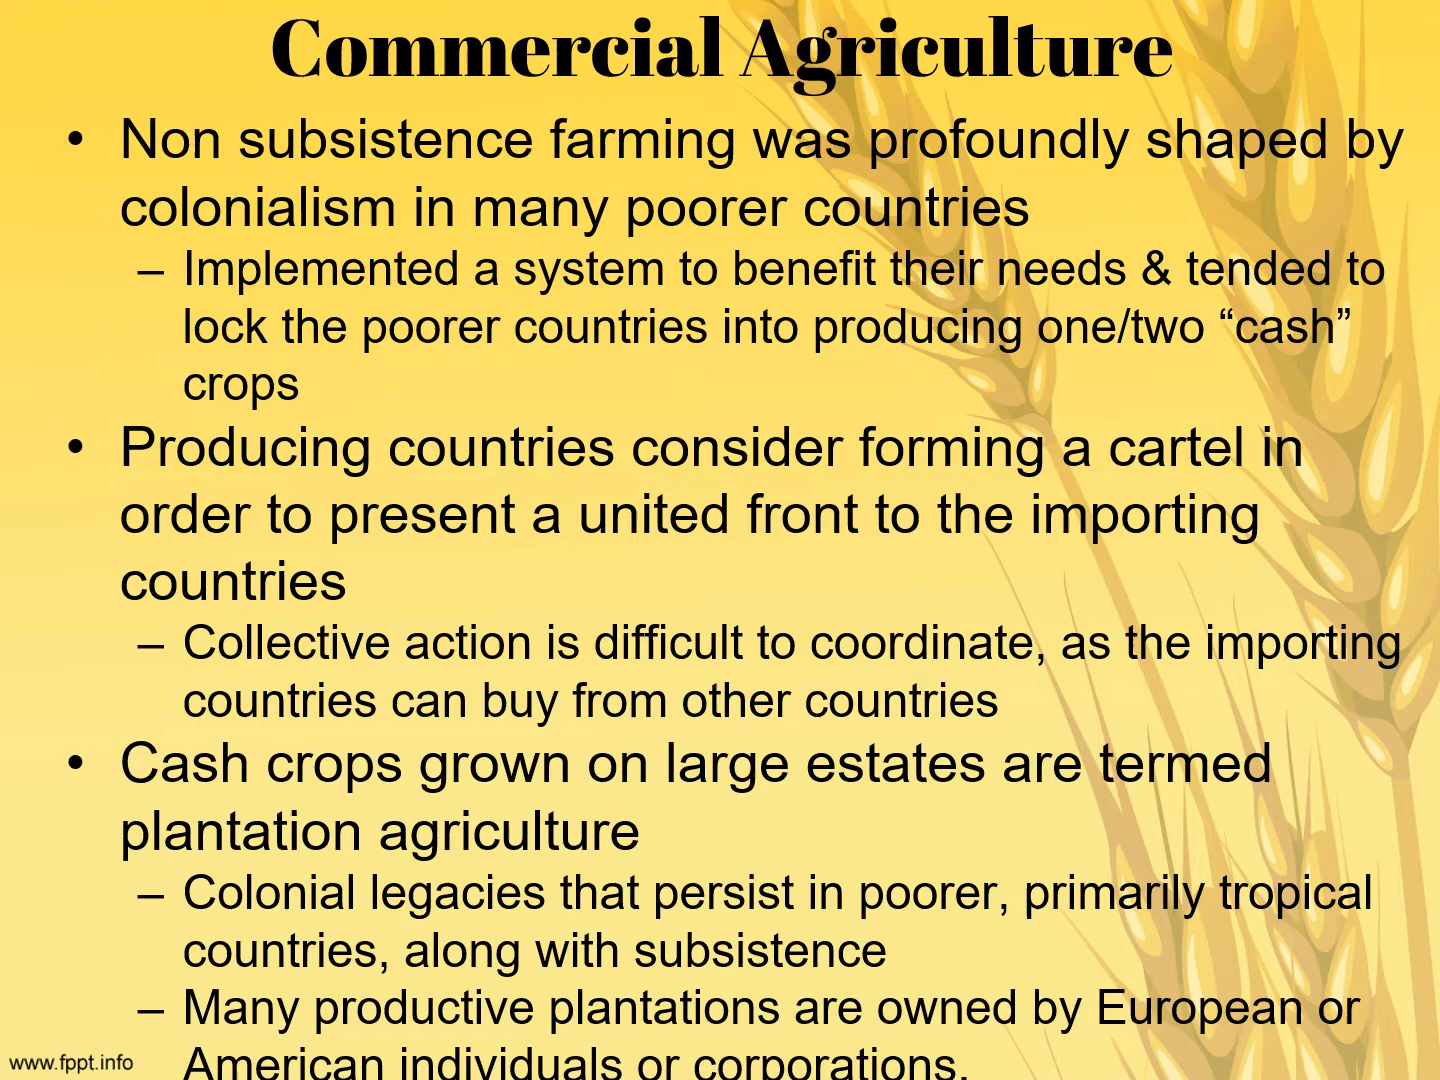 Commercial Agriculture
• Non subsistence farming was profoundly shaped by
colonialism in many poorer countries
– Implemented a system to benefit their needs & tended to
lock the poorer countries into producing one/two “cash”
crops
• Producing countries consider forming a cartel in
order to present a united front to the importing
countries
– Collective action is difficult to coordinate, as the importing
countries can buy from other countries
• Cash crops grown on large estates are termed
plantation agriculture
– Colonial legacies that persist in poorer, primarily tropical
countries, along with subsistence
– Many productive plantations are owned by European or
American individuals or corporations.
www.fppt.info